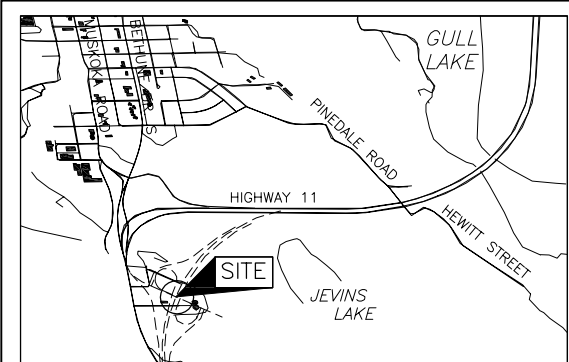 GULL
LAKE
MUSKOKA ROAD
BETHUNE
PINEDALE ROAD
HIGHWAY 11
HEWITT STREET
SITE
JEVINS
LAKE